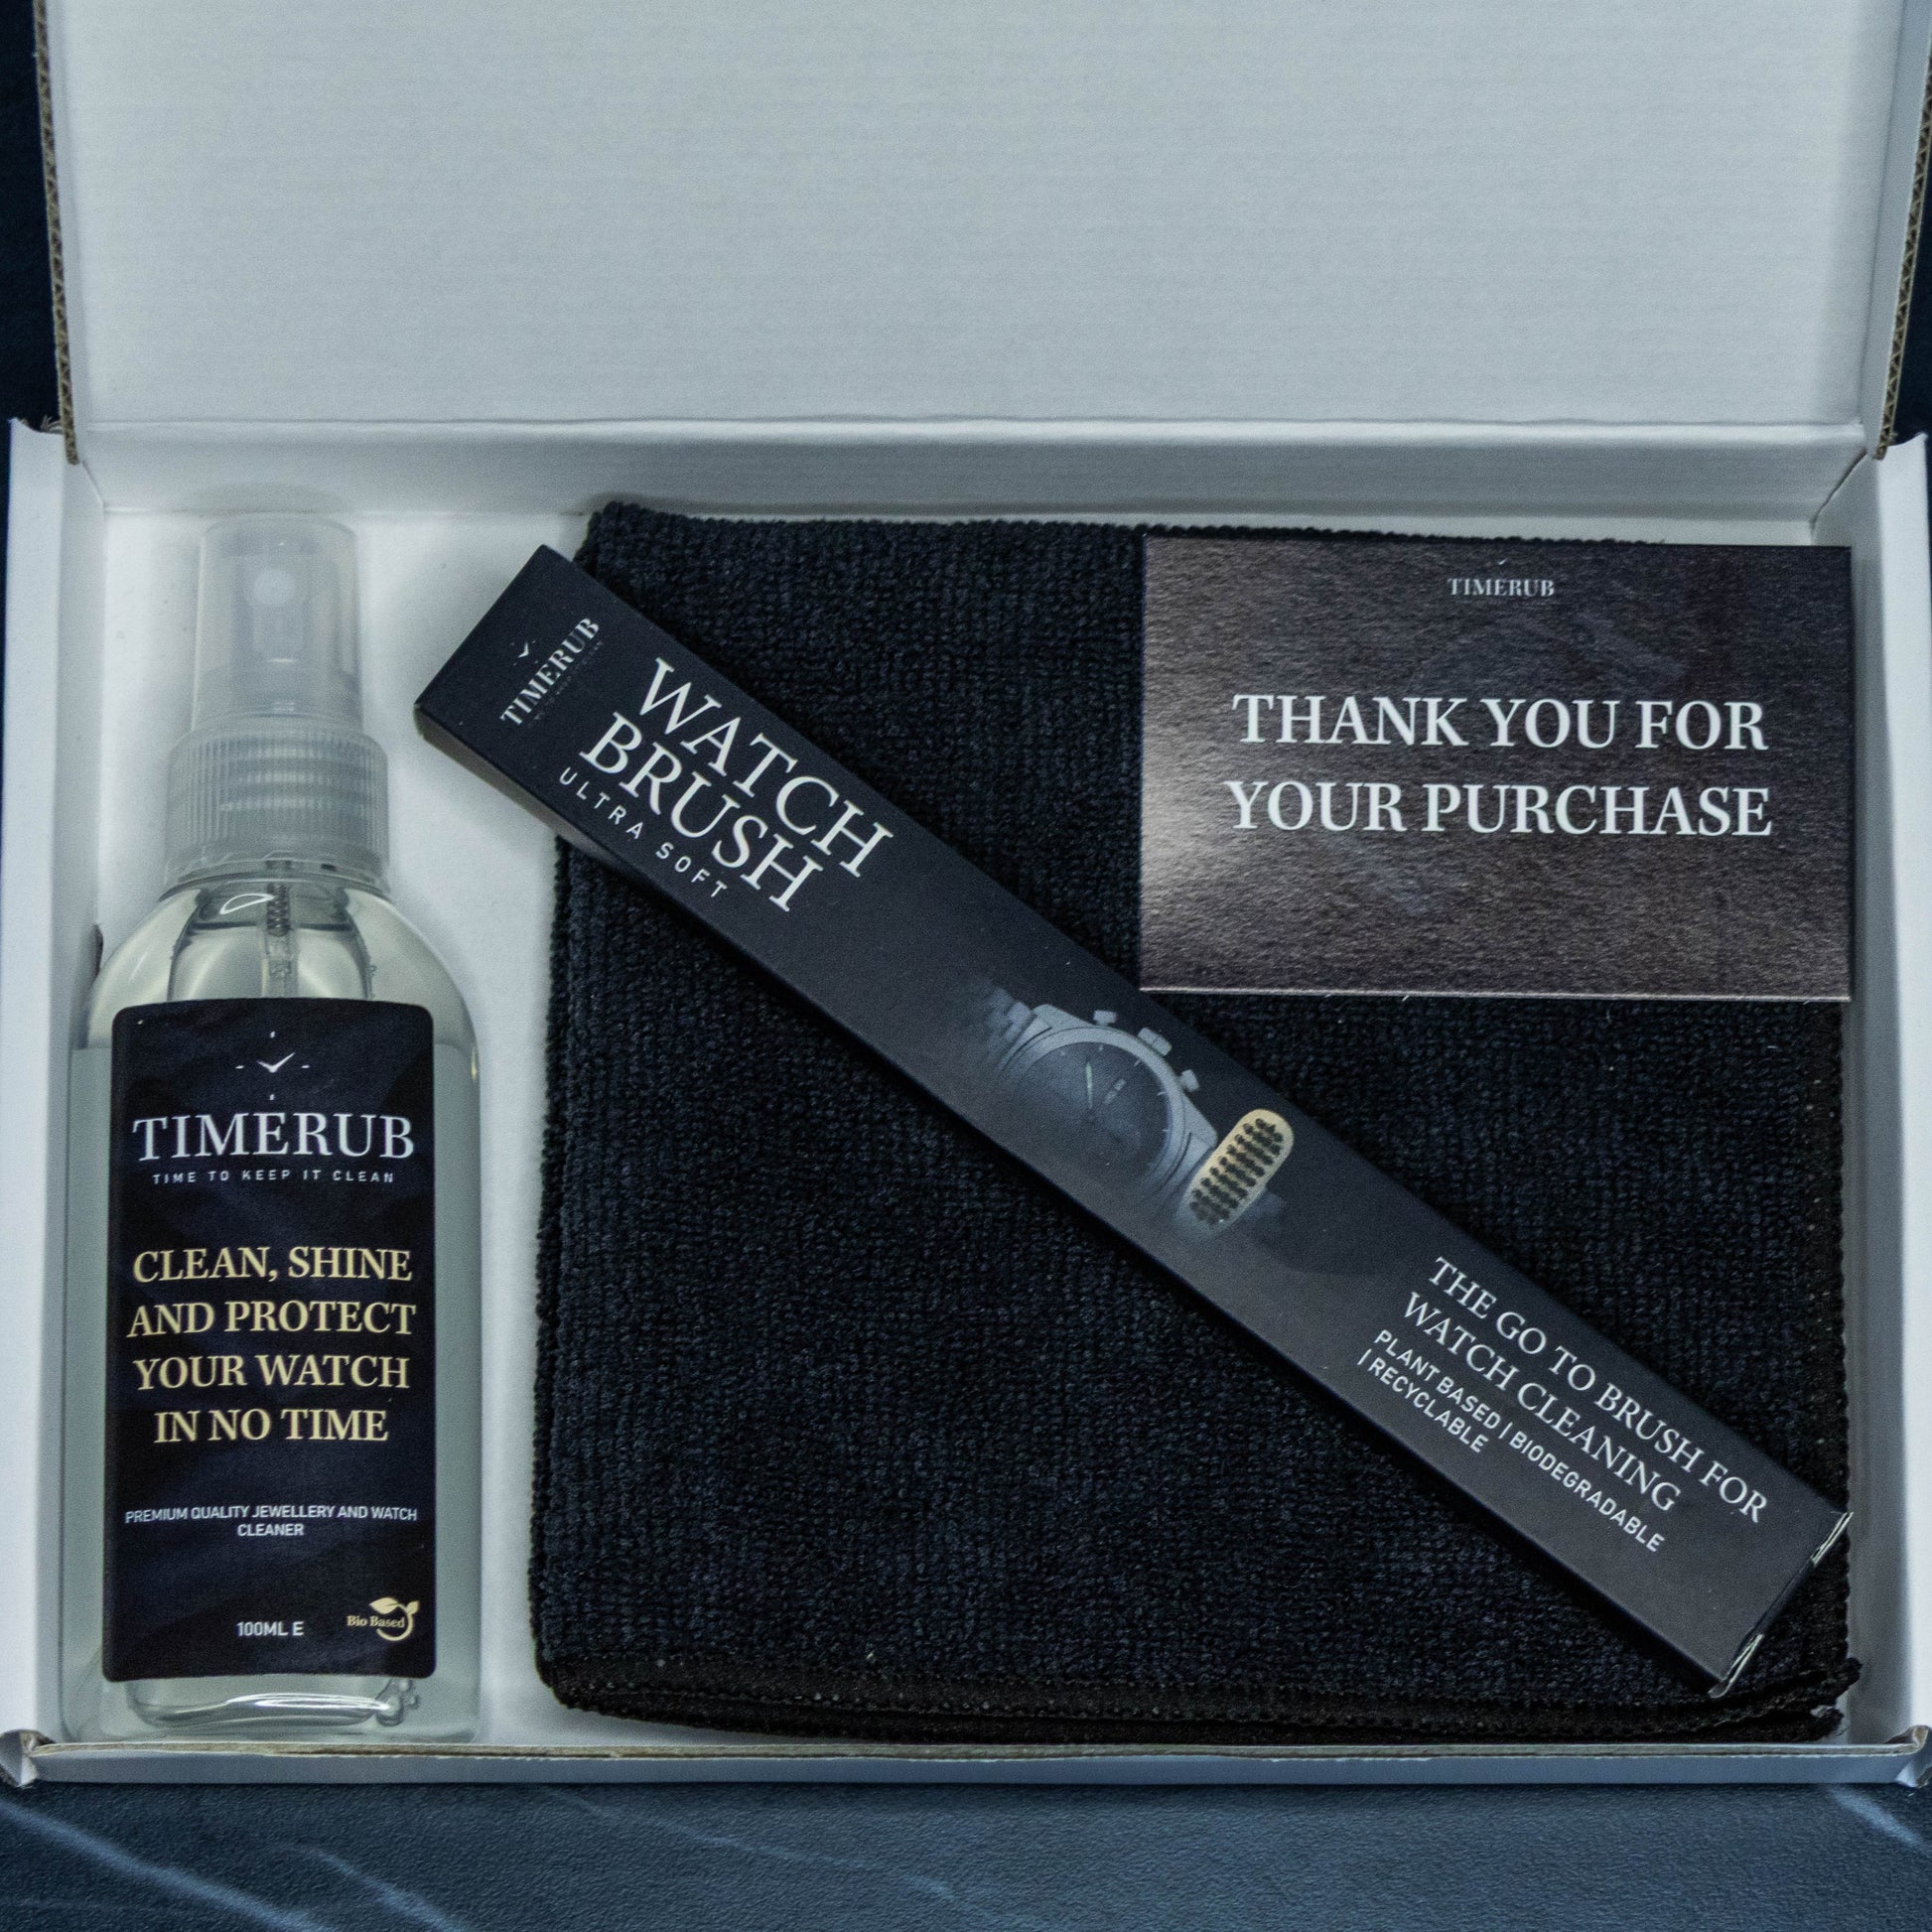 TIMERUB
TIME TO KEEP IT CLEAN
CLEAN, SHINE
AND PROTECT
YOUR WATCH
IN NO TIME
PREMIUM QUALITY JEWELLERY AND WATCH
CLEANER
100ML E
Bio Based
TIMERUB
WATCH
BRUSH
ULTRA SOFT
THE GO TO BRUSH FOR
WATCH CLEANING
PLANT BASED | BIODEGRADABLE
| RECYCLABLE
TIMERUB
THANK YOU FOR
YOUR PURCHASE